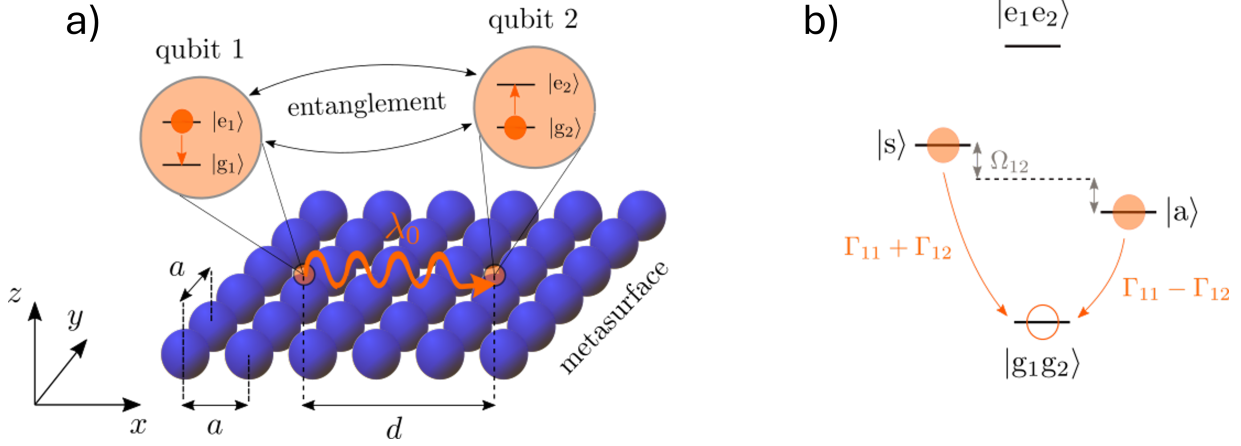 a)
qubit 1
qubit 2
|e₁⟩
|g₁⟩
entanglement
|e₂⟩
|g₂⟩
λ₀
a
z
y
x
a
d
metasurface
b)
|e₁e₂⟩
|s⟩
Ω₁₂
|a⟩
Γ₁₁ + Γ₁₂
Γ₁₁ − Γ₁₂
|g₁g₂⟩